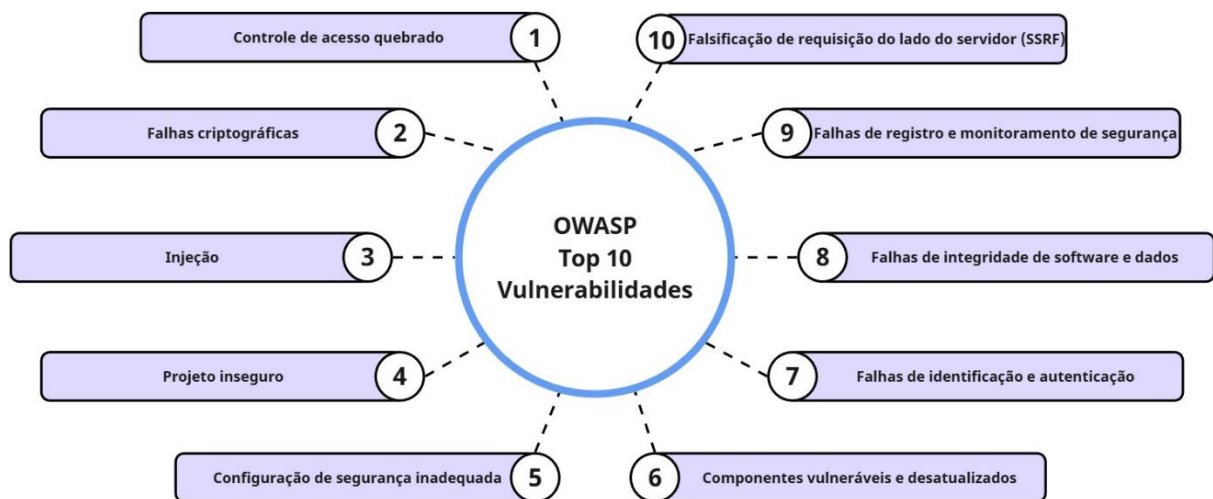 OWASP
Top 10
Vulnerabilidades
1
Controle de acesso quebrado
2
Falhas criptográficas
3
Injeção
4
Projeto inseguro
5
Configuração de segurança inadequada
6
Componentes vulneráveis e desatualizados
7
Falhas de identificação e autenticação
8
Falhas de integridade de software e dados
9
Falhas de registro e monitoramento de segurança
10
Falsificação de requisição do lado do servidor (SSRF)